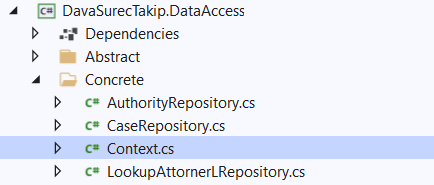 DavaSurecTakip.DataAccess
Dependencies
Abstract
Concrete
C# AuthorityRepository.cs
C# CaseRepository.cs
C# Context.cs
C# LookupAttornerLRepository.cs